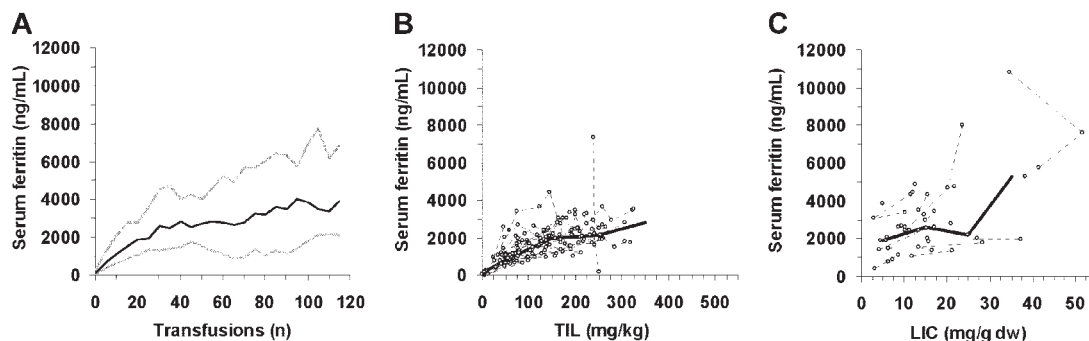 A
Serum ferritin (ng/mL)
12000
10000
8000
6000
4000
2000
0
0 20 40 60 80 100 120
Transfusions (n)
B
Serum ferritin (ng/mL)
12000
10000
8000
6000
4000
2000
0
0 100 200 300 400 500
TIL (mg/kg)
C
Serum ferritin (ng/mL)
12000
10000
8000
6000
4000
2000
0
0 10 20 30 40 50
LIC (mg/g dw)